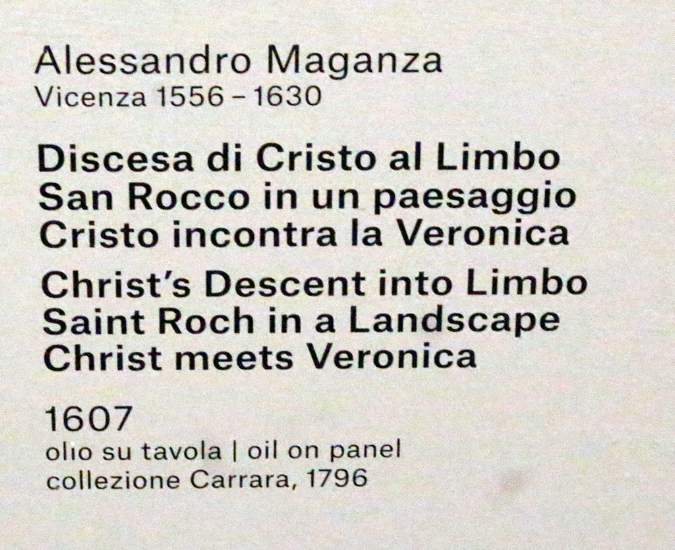 Alessandro Maganza
Vicenza 1556 – 1630
Discesa di Cristo al Limbo
San Rocco in un paesaggio
Cristo incontra la Veronica
Christ’s Descent into Limbo
Saint Roch in a Landscape
Christ meets Veronica
1607
olio su tavola | oil on panel
collezione Carrara, 1796